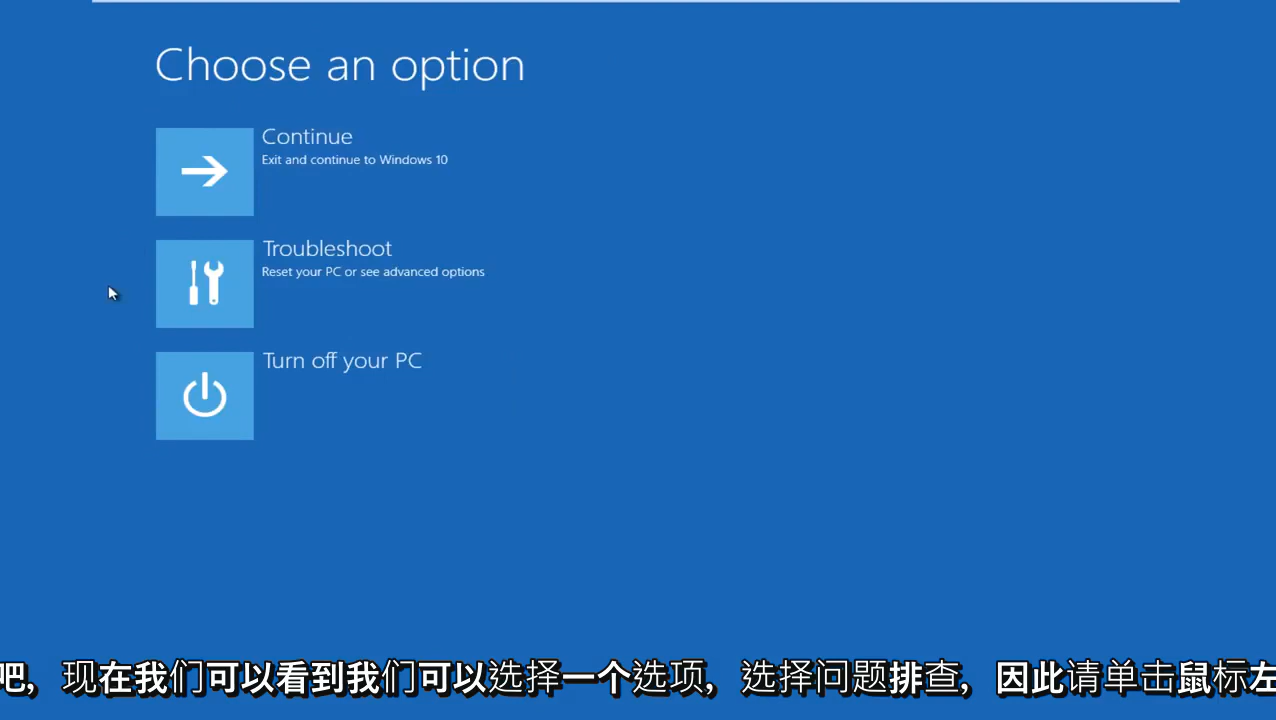 Choose an option
Continue
Exit and continue to Windows 10
Troubleshoot
Reset your PC or see advanced options
Turn off your PC
吧, 现在我们可以看到我们可以选择一个选项, 选择问题排查, 因此请单击鼠标左